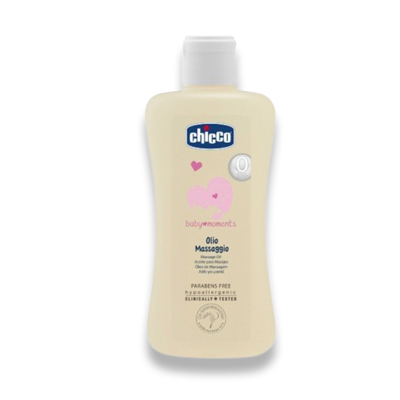 chicco
0
baby moments
Olio
Massaggio
Massage Oil
PARABENS FREE
hypoallergenic
CLINICALLY TESTED